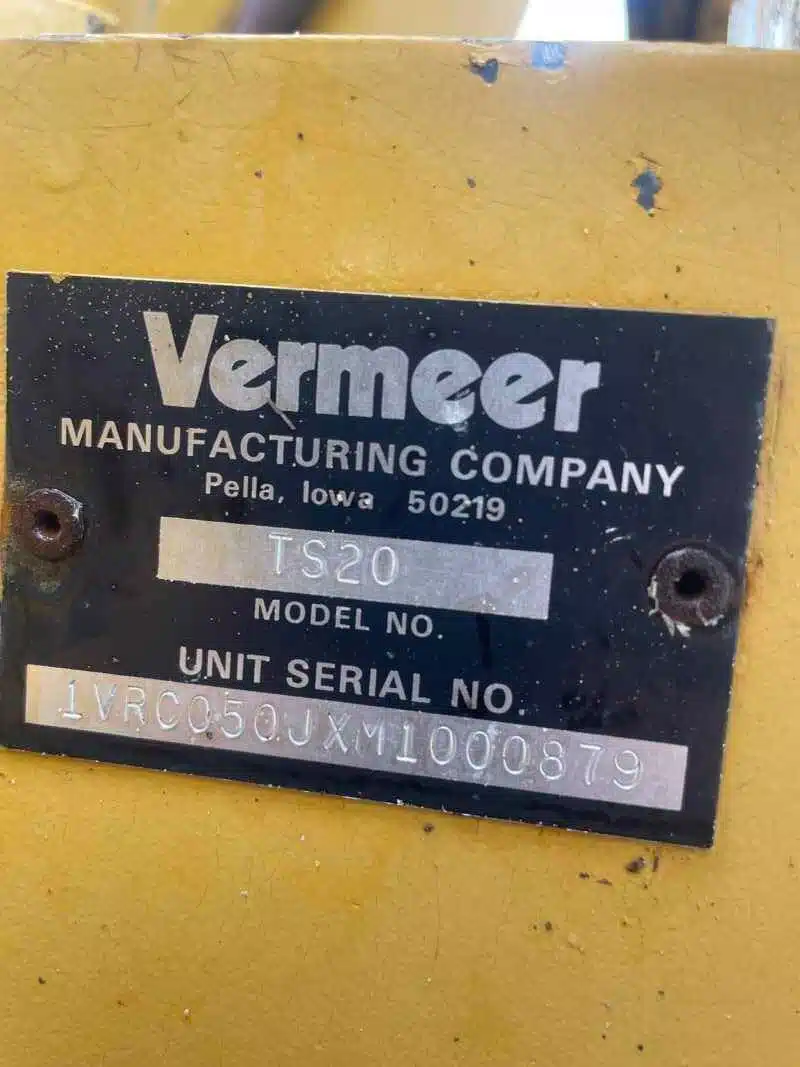 Vermeer
MANUFACTURING COMPANY
Pella, Iowa 50219
TS20
MODEL NO.
UNIT SERIAL NO.
1VRC050JXM1000879